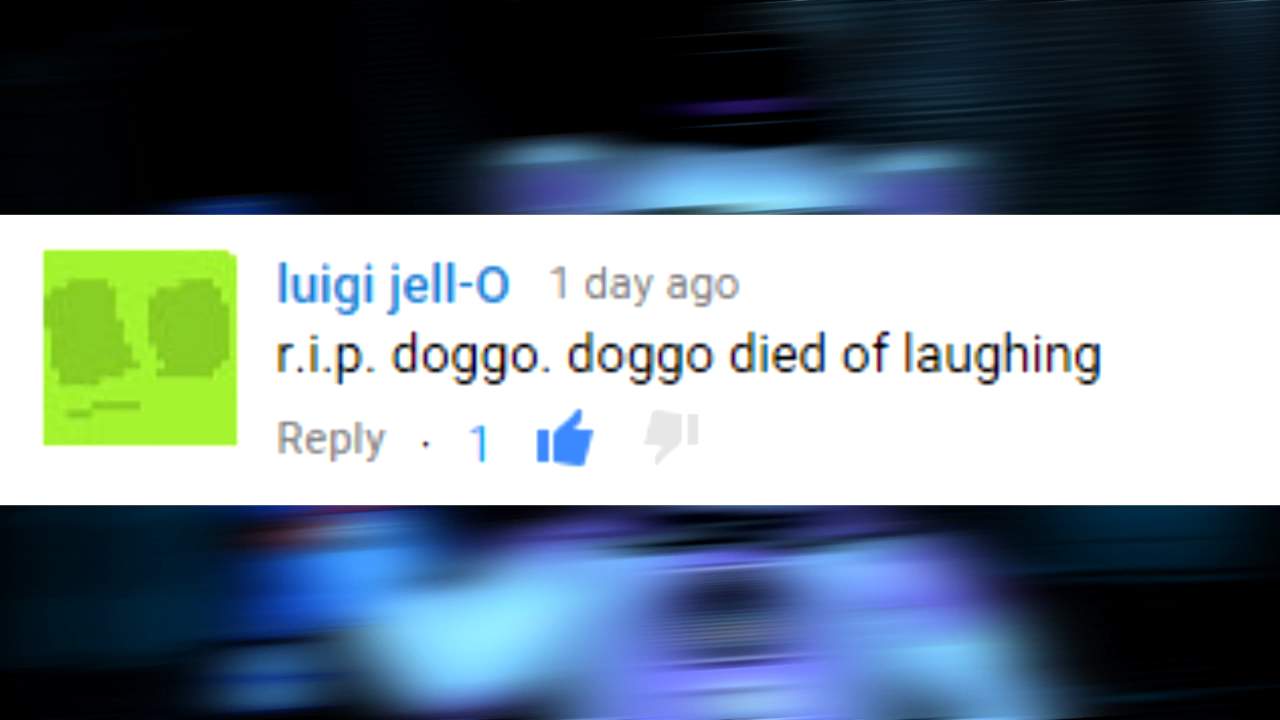 luigi jell-O 1 day ago
r.i.p. doggo. doggo died of laughing
Reply · 1